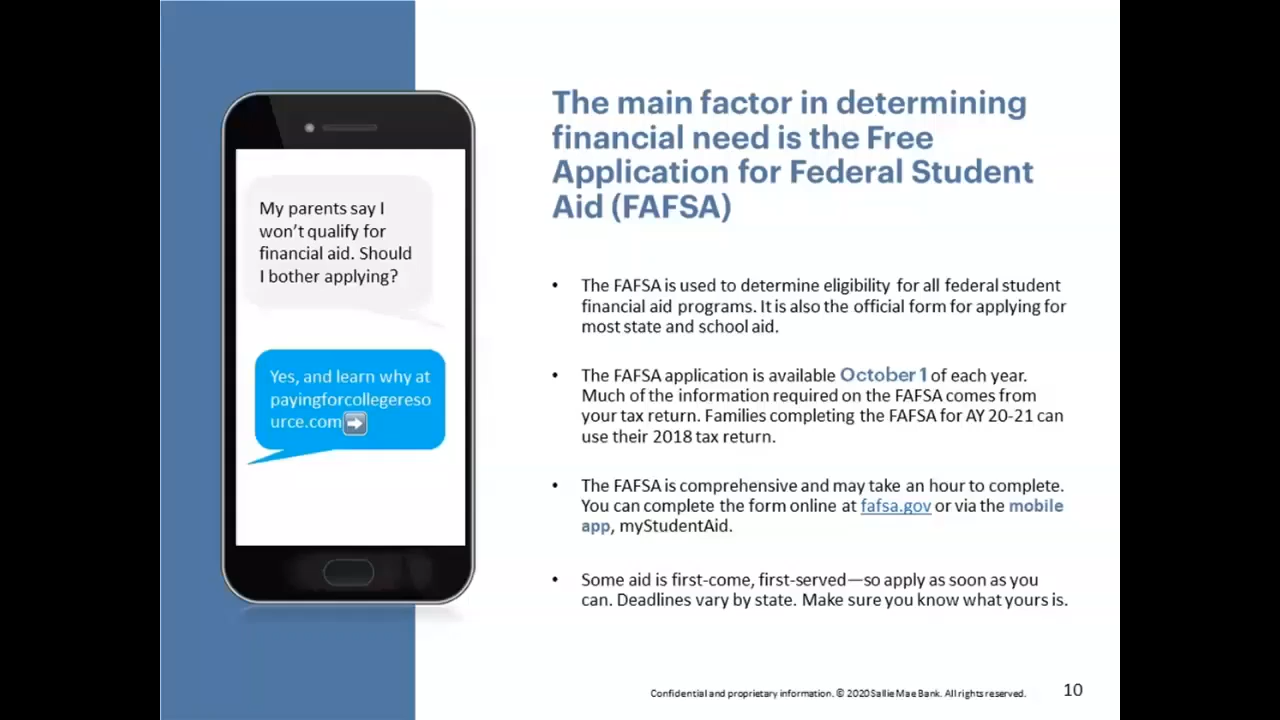 The main factor in determining
financial need is the Free
Application for Federal Student
Aid (FAFSA)
My parents say I
won't qualify for
financial aid. Should
I bother applying?
Yes, and learn why at
payingforcollegereso
urce.com➡
• The FAFSA is used to determine eligibility for all federal student
financial aid programs. It is also the official form for applying for
most state and school aid.
• The FAFSA application is available October 1 of each year.
Much of the information required on the FAFSA comes from
your tax return. Families completing the FAFSA for AY 20-21 can
use their 2018 tax return.
• The FAFSA is comprehensive and may take an hour to complete.
You can complete the form online at fafsa.gov or via the mobile
app, myStudentAid.
• Some aid is first-come, first-served—so apply as soon as you
can. Deadlines vary by state. Make sure you know what yours is.
Confidential and proprietary information. © 2020 Sallie Mae Bank. All rights reserved.
10